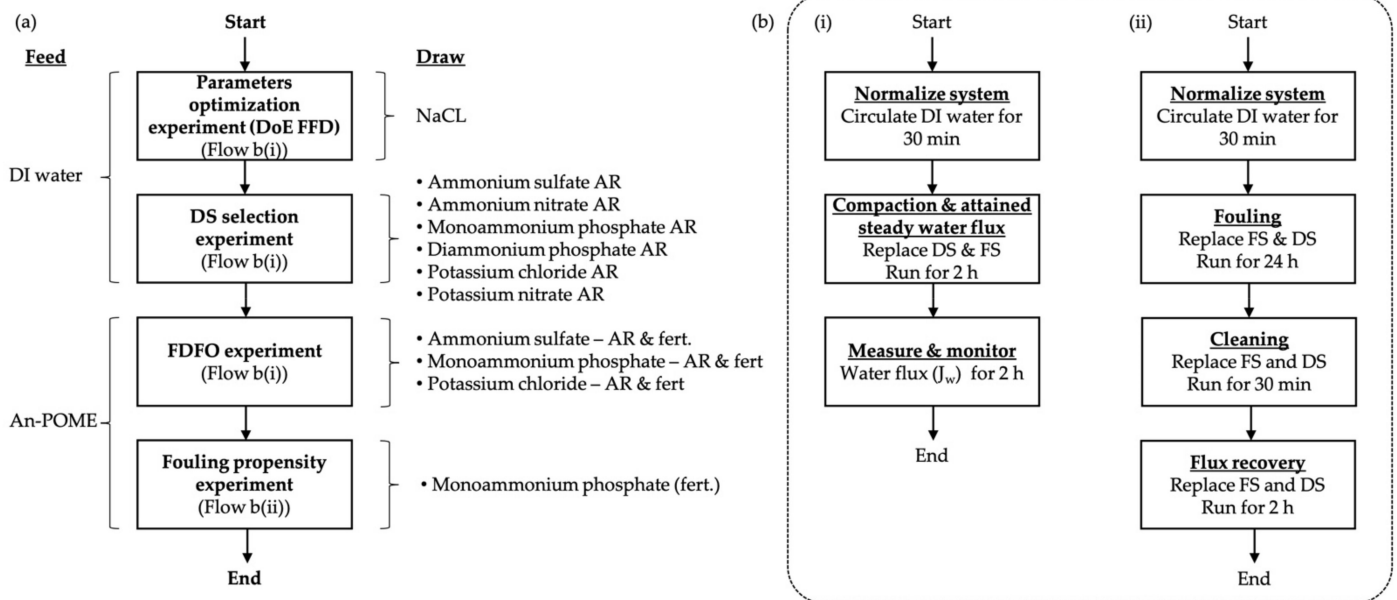 (a)
Start
Feed
Draw
Parameters
optimization
experiment (DoE FFD)
(Flow b(i))
NaCL
DI water
DS selection
experiment
(Flow b(i))
• Ammonium sulfate AR
• Ammonium nitrate AR
• Monoammonium phosphate AR
• Diammonium phosphate AR
• Potassium chloride AR
• Potassium nitrate AR
FDFO experiment
(Flow b(i))
• Ammonium sulfate – AR & fert.
• Monoammonium phosphate – AR & fert
• Potassium chloride – AR & fert
An-POME
Fouling propensity
experiment
(Flow b(ii))
• Monoammonium phosphate (fert.)
End
(b)
(i)
Start
Normalize system
Circulate DI water for
30 min
Compaction & attained
steady water flux
Replace DS & FS
Run for 2 h
Measure & monitor
Water flux (Jw) for 2 h
End
(ii)
Start
Normalize system
Circulate DI water for
30 min
Fouling
Replace FS & DS
Run for 24 h
Cleaning
Replace FS and DS
Run for 30 min
Flux recovery
Replace FS and DS
Run for 2 h
End